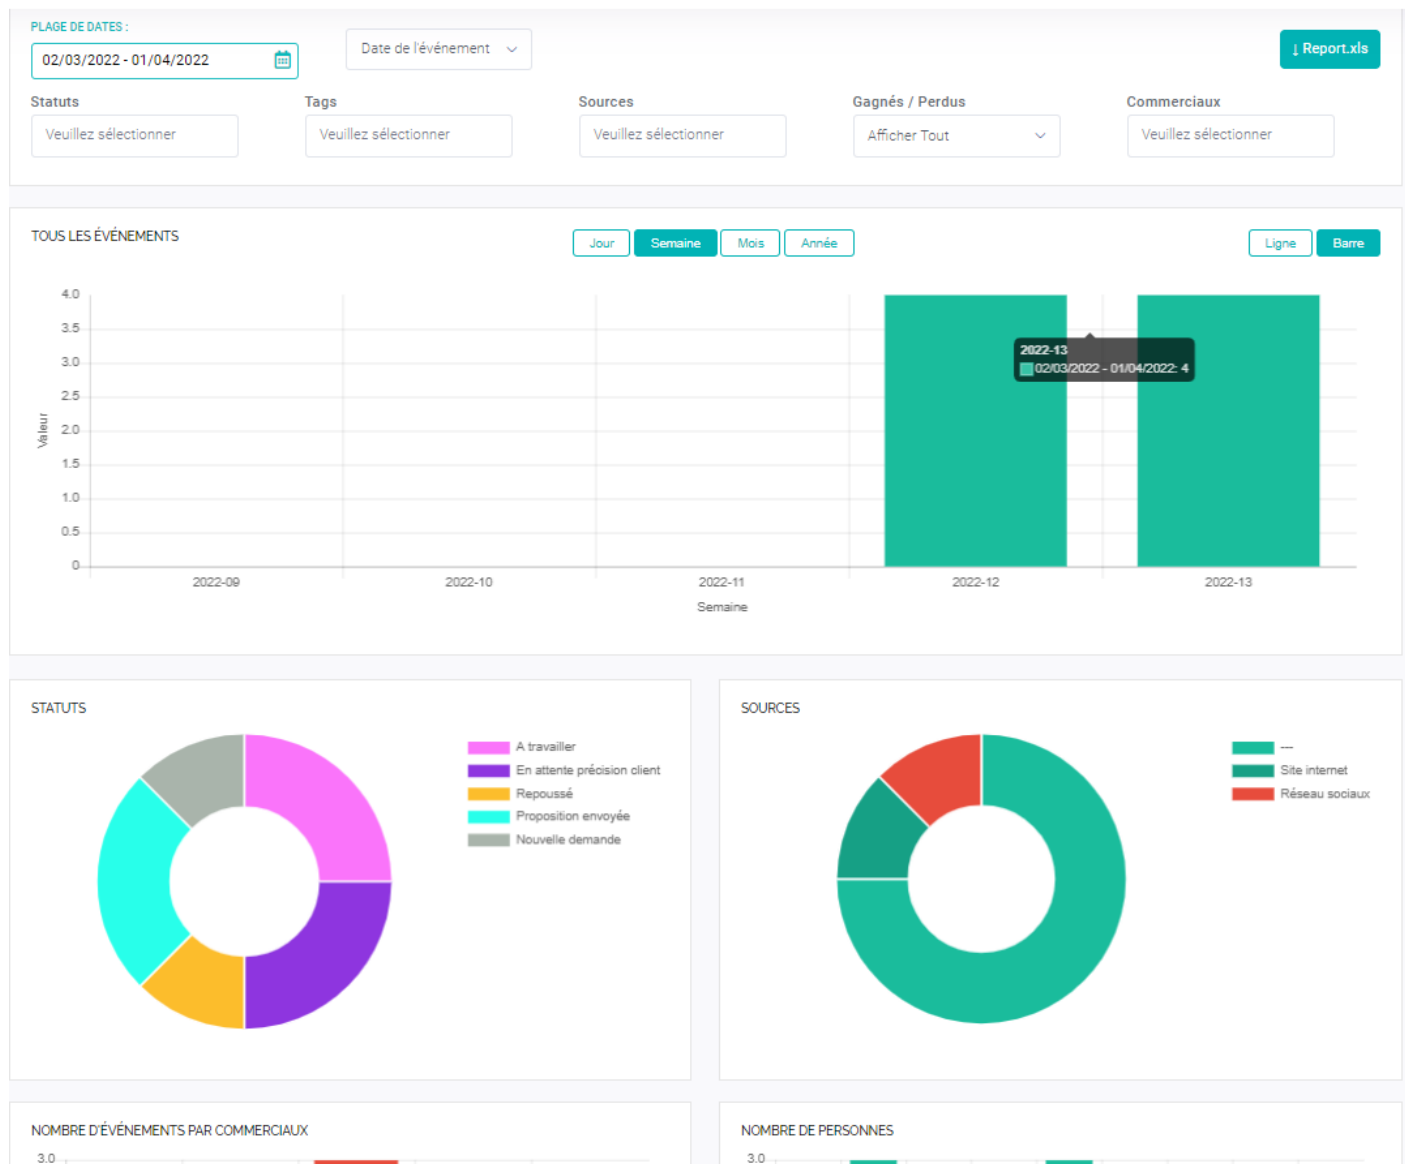 PLAGE DE DATES :
02/03/2022 - 01/04/2022
Date de l'événement
↓ Report.xls
Statuts
Tags
Sources
Gagnés / Perdus
Commerciaux
Veuillez sélectionner
Veuillez sélectionner
Veuillez sélectionner
Afficher Tout
Veuillez sélectionner
TOUS LES ÉVÉNEMENTS
Jour
Semaine
Mois
Année
Ligne
Barre
4.0
3.5
3.0
2.5
2.0
1.5
1.0
0.5
0
Valeur
2022-13
02/03/2022 - 01/04/2022: 4
2022-09
2022-10
2022-11
2022-12
2022-13
Semaine
STATUTS
A travailler
En attente précision client
Repoussé
Proposition envoyée
Nouvelle demande
SOURCES
---
Site internet
Réseau sociaux
NOMBRE D'ÉVÉNEMENTS PAR COMMERCIAUX
3.0
NOMBRE DE PERSONNES
3.0